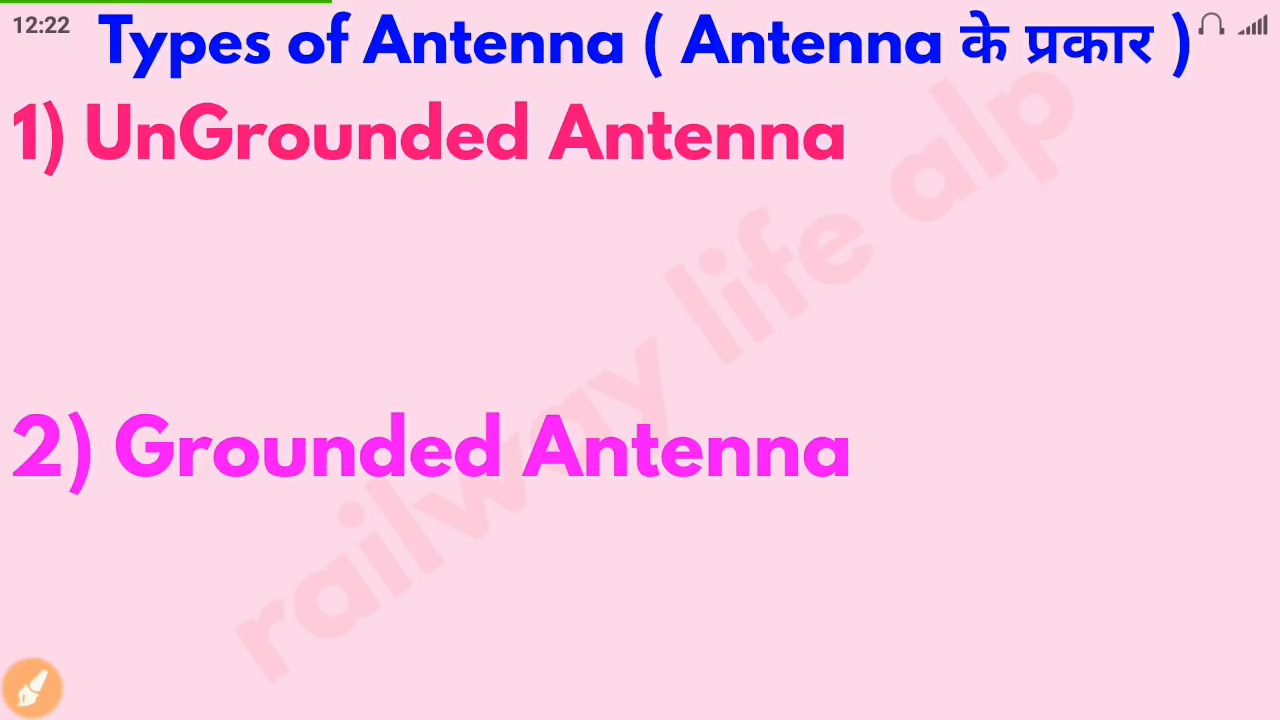 12:22
Types of Antenna ( Antenna के प्रकार )
1) UnGrounded Antenna
2) Grounded Antenna
railway life alp